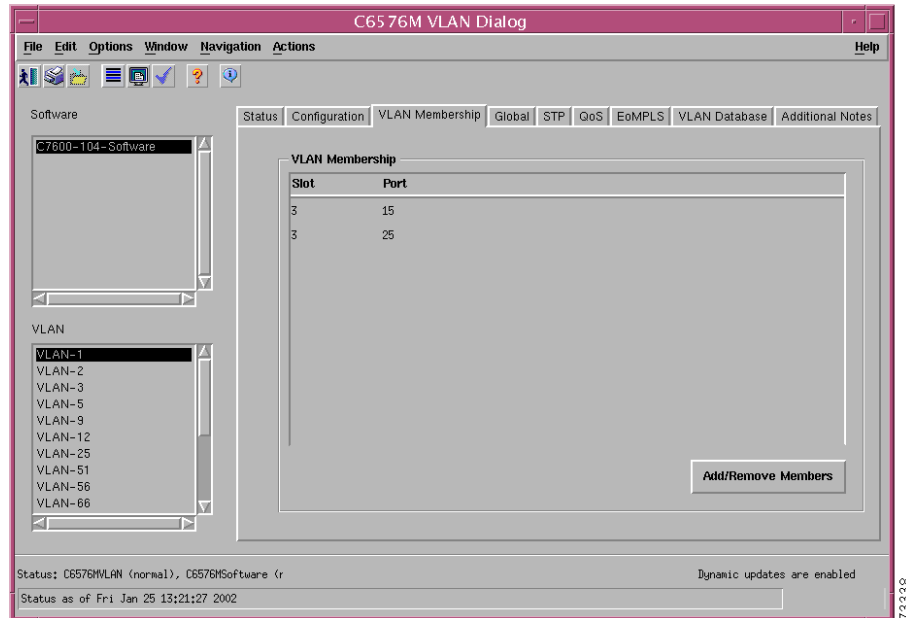 C6576M VLAN Dialog
File Edit Options Window Navigation Actions Help
Software
Status Configuration VLAN Membership Global STP QoS EoMPLS VLAN Database Additional Notes
C7600-104-Software
VLAN Membership
Slot Port
3 15
3 25
VLAN
VLAN-1
VLAN-2
VLAN-3
VLAN-5
VLAN-9
VLAN-12
VLAN-25
VLAN-51
VLAN-56
VLAN-66
Add/Remove Members
Status: C6576MVLAN (normal), C6576MSoftware (r
Dynamic updates are enabled
Status as of Fri Jan 25 13:21:27 2002
73338